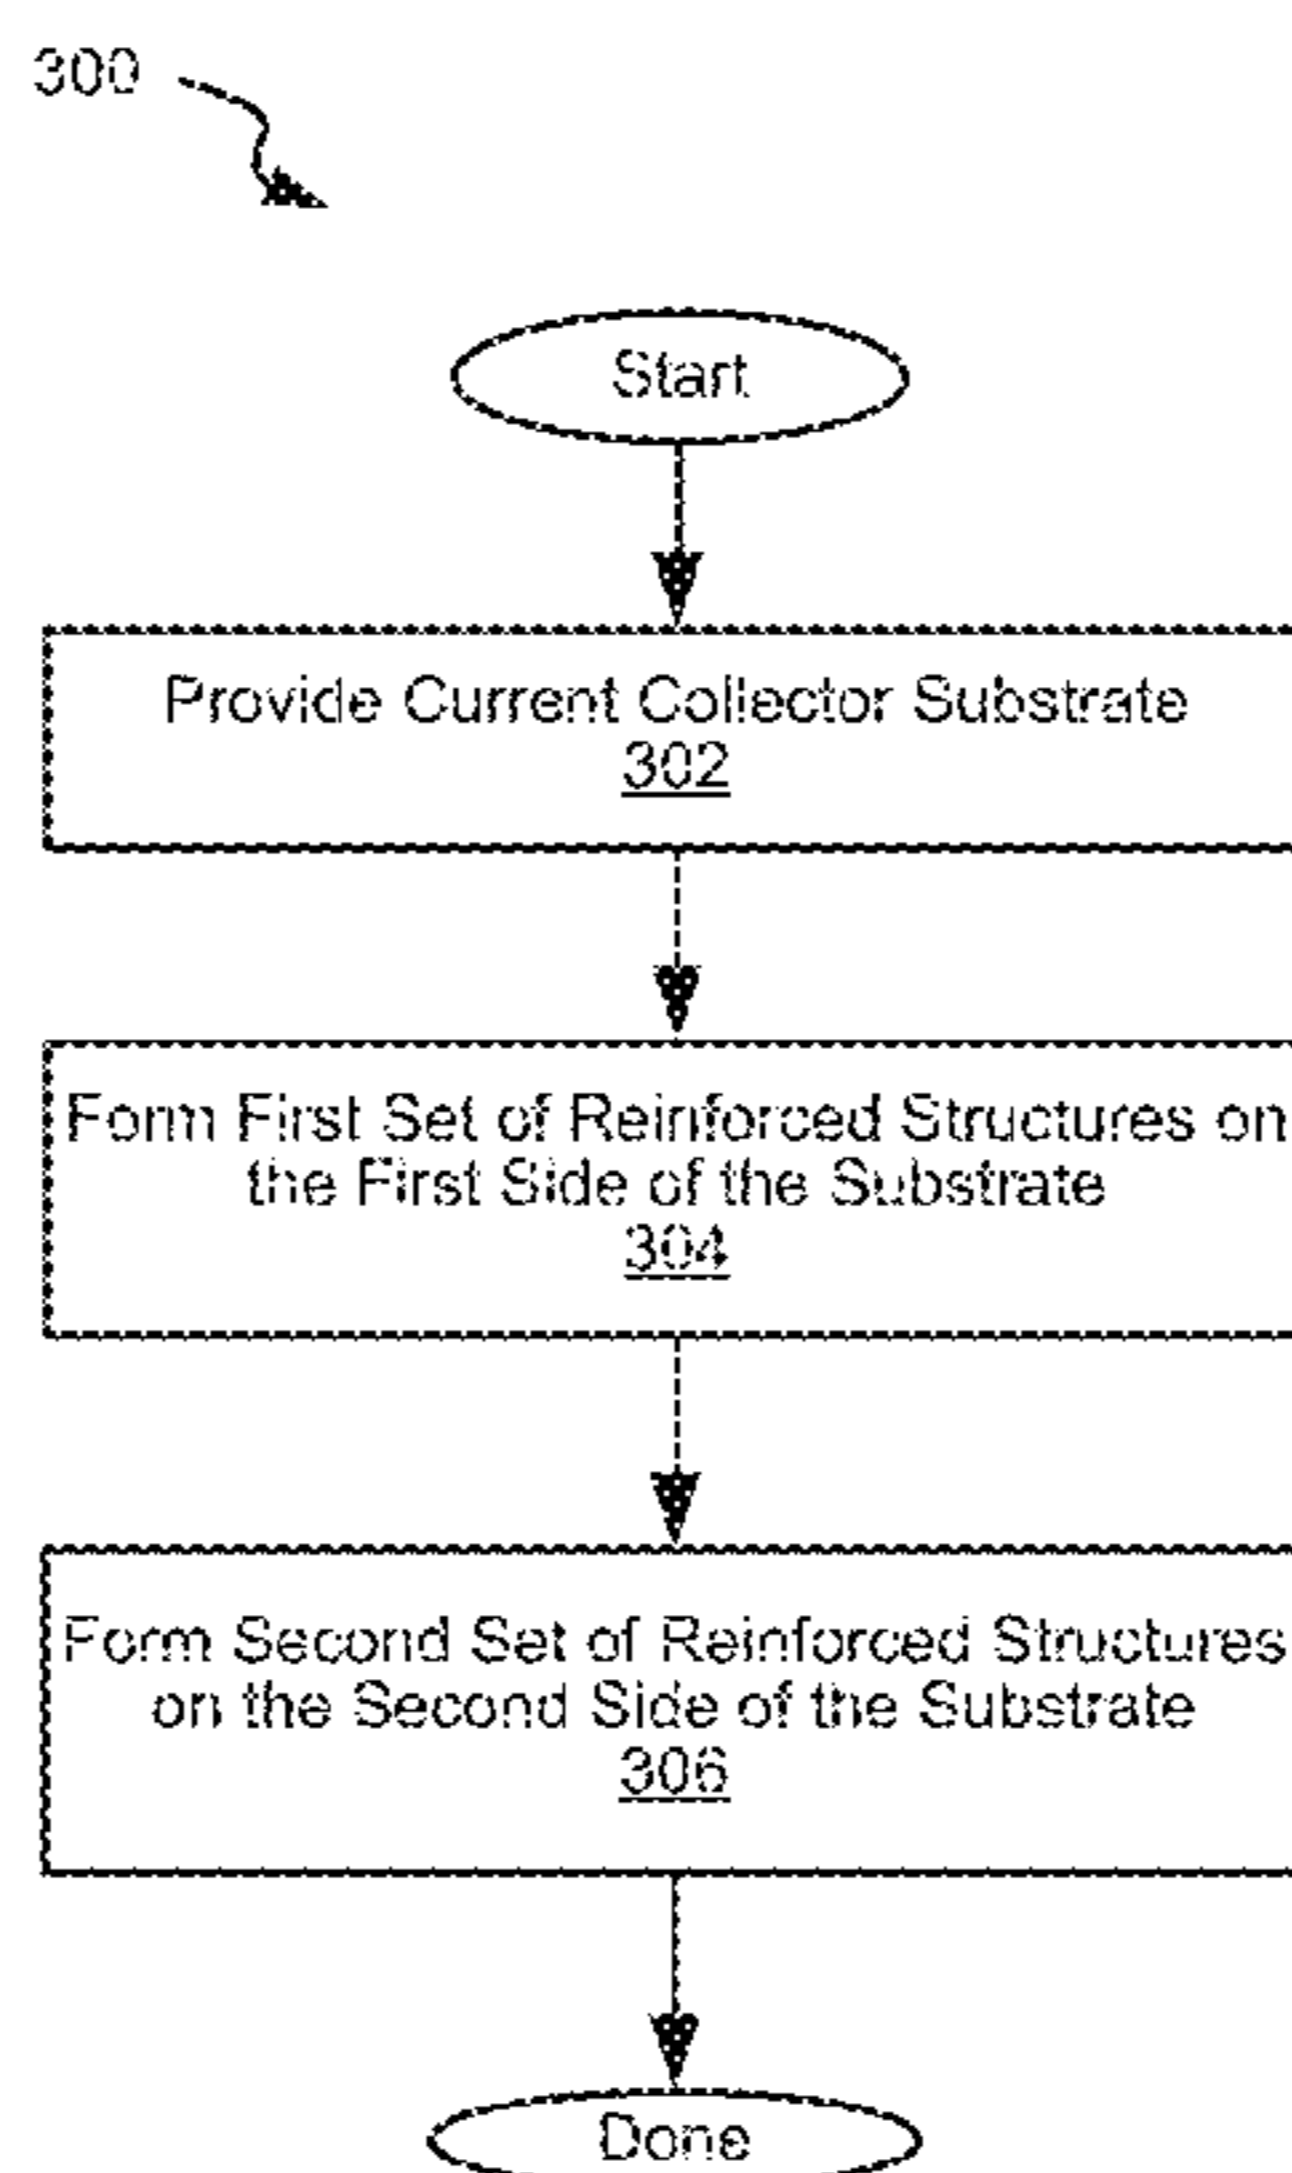 300
Start
Provide Current Collector Substrate
302
Form First Set of Reinforced Structures on
the First Side of the Substrate
304
Form Second Set of Reinforced Structures
on the Second Side of the Substrate
306
Done